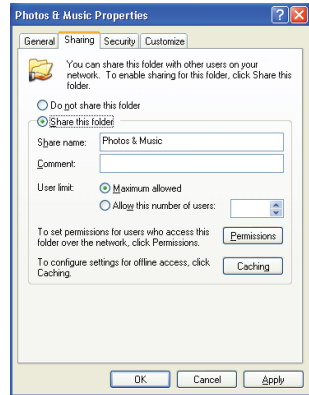 Photos & Music Properties
General Sharing Security Customize
You can share this folder with other users on your
network. To enable sharing for this folder, click Share this
folder.
Do not share this folder
Share this folder
Share name: Photos & Music
Comment:
User limit: Maximum allowed
Allow this number of users:
To set permissions for users who access this
folder over the network, click Permissions.
Permissions
To configure settings for offline access, click
Caching.
Caching
OK Cancel Apply